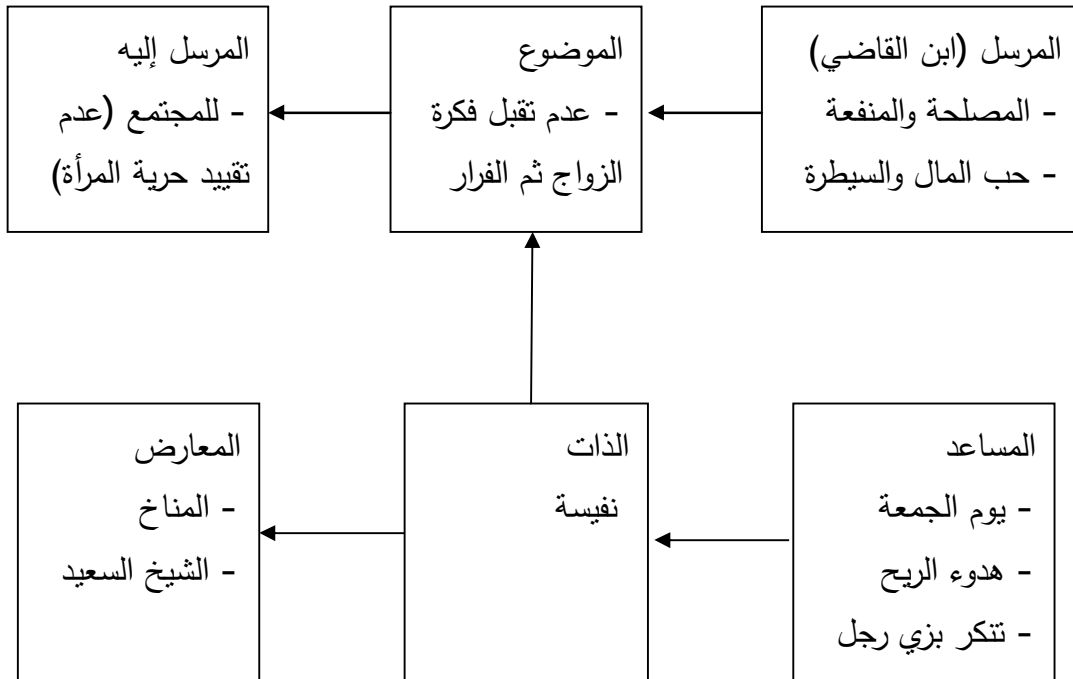 المرسل (ابن القاضي)
- المصلحة والمنفعة
- حب المال والسيطرة
الموضوع
- عدم تقبل فكرة
الزواج ثم الفرار
المرسل إليه
- للمجتمع (عدم
تقييد حرية المرأة)
المساعد
- يوم الجمعة
- هدوء الريح
- تتكر بزي رجل
الذات
نفيسة
المعارض
- المناخ
- الشيخ السعيد